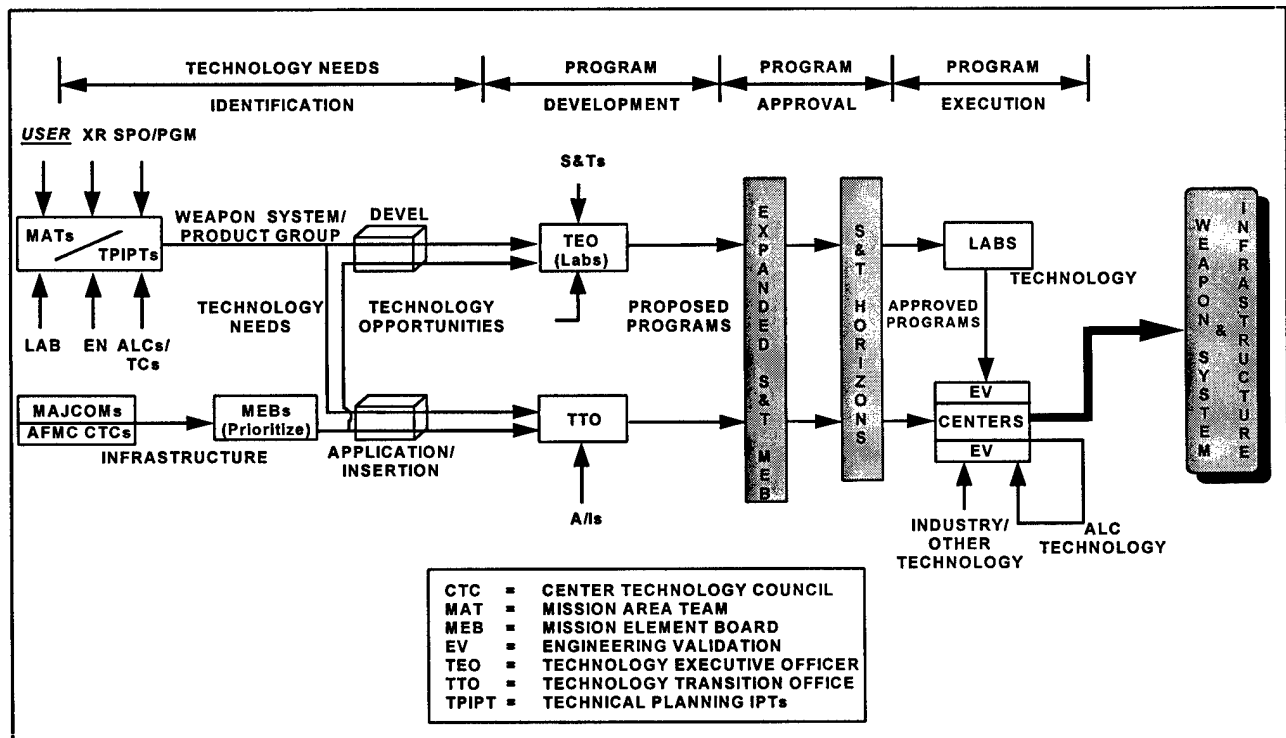 TECHNOLOGY NEEDS
IDENTIFICATION
PROGRAM
DEVELOPMENT
PROGRAM
APPROVAL
PROGRAM
EXECUTION
USER XR SPO/PGM
MATs
TPIPTs
LAB EN ALCs/
TCs
WEAPON SYSTEM/
PRODUCT GROUP
DEVEL
TECHNOLOGY
NEEDS
TECHNOLOGY
OPPORTUNITIES
S&Ts
TEO
(Labs)
PROPOSED
PROGRAMS
EXPANDED S&T MEB
S&T HORIZONS
LABS
TECHNOLOGY
APPROVED
PROGRAMS
WEAPON SYSTEM
&
INFRASTRUCTURE
MAJCOMs
AFMC CTCs
INFRASTRUCTURE
MEBs
(Prioritize)
APPLICATION/
INSERTION
TTO
A/Is
EV
CENTERS
EV
INDUSTRY/
OTHER
TECHNOLOGY
ALC
TECHNOLOGY
CTC = CENTER TECHNOLOGY COUNCIL
MAT = MISSION AREA TEAM
MEB = MISSION ELEMENT BOARD
EV = ENGINEERING VALIDATION
TEO = TECHNOLOGY EXECUTIVE OFFICER
TTO = TECHNOLOGY TRANSITION OFFICE
TPIPT = TECHNICAL PLANNING IPTs